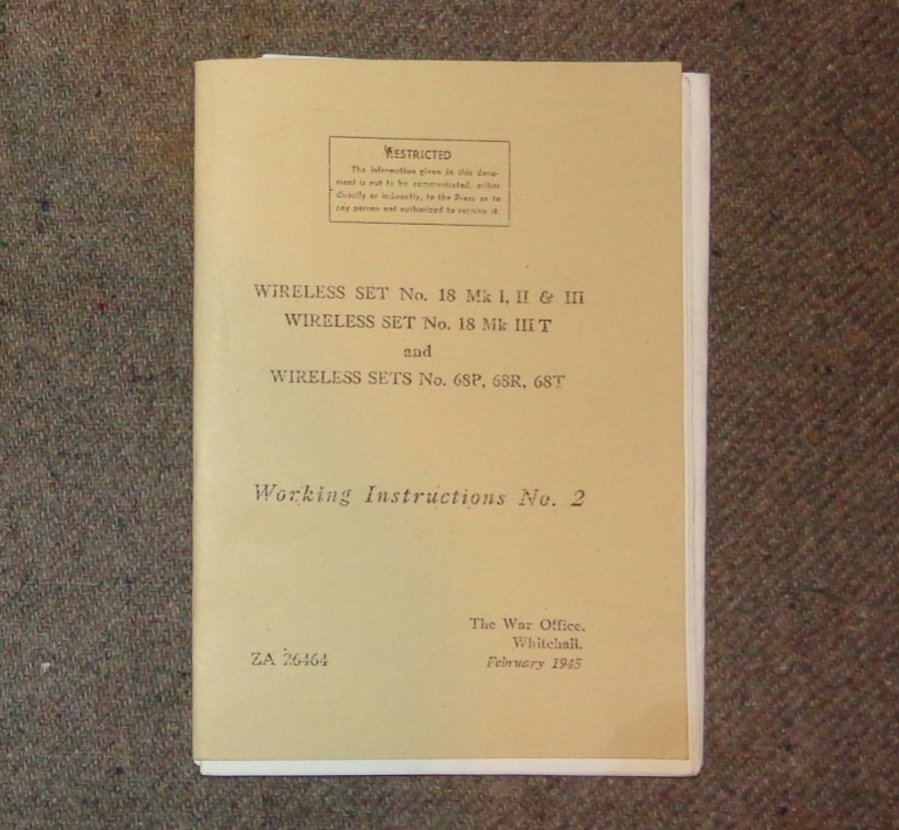 RESTRICTED
The information given in this docu-
ment is not to be communicated, either
directly or indirectly, to the Press or to
any person not authorized to receive it.
WIRELESS SET No. 18 Mk I, II & III
WIRELESS SET No. 18 Mk III T
and
WIRELESS SETS No. 68P, 68R, 68T
Working Instructions No. 2
The War Office,
Whitehall.
ZA 26464
February 1945